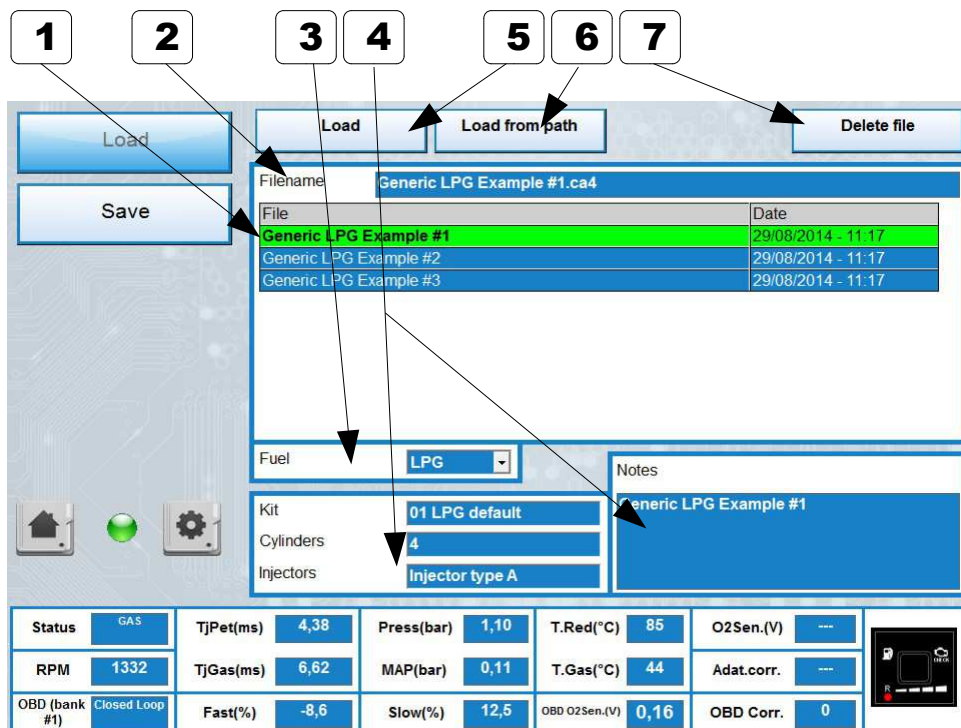 1 2 3 4 5 6 7
Load Load Load from path Delete file
Filename Generic LPG Example #1.ca4
Save
File Date
Generic LPG Example #1 29/08/2014 - 11:17
Generic LPG Example #2 29/08/2014 - 11:17
Generic LPG Example #3 29/08/2014 - 11:17
Fuel LPG
Notes
Generic LPG Example #1
Kit 01 LPG default
Cylinders 4
Injectors Injector type A
Status GAS TjPet(ms) 4,38 Press(bar) 1,10 T.Red(°C) 85 O2Sen.(V) ---
RPM 1332 TjGas(ms) 6,62 MAP(bar) 0,11 T.Gas(°C) 44 Adat.corr. ---
OBD (bank #1) Closed Loop Fast(%) -8,6 Slow(%) 12,5 OBD O2Sen.(V) 0,16 OBD Corr. 0
CHECK
R